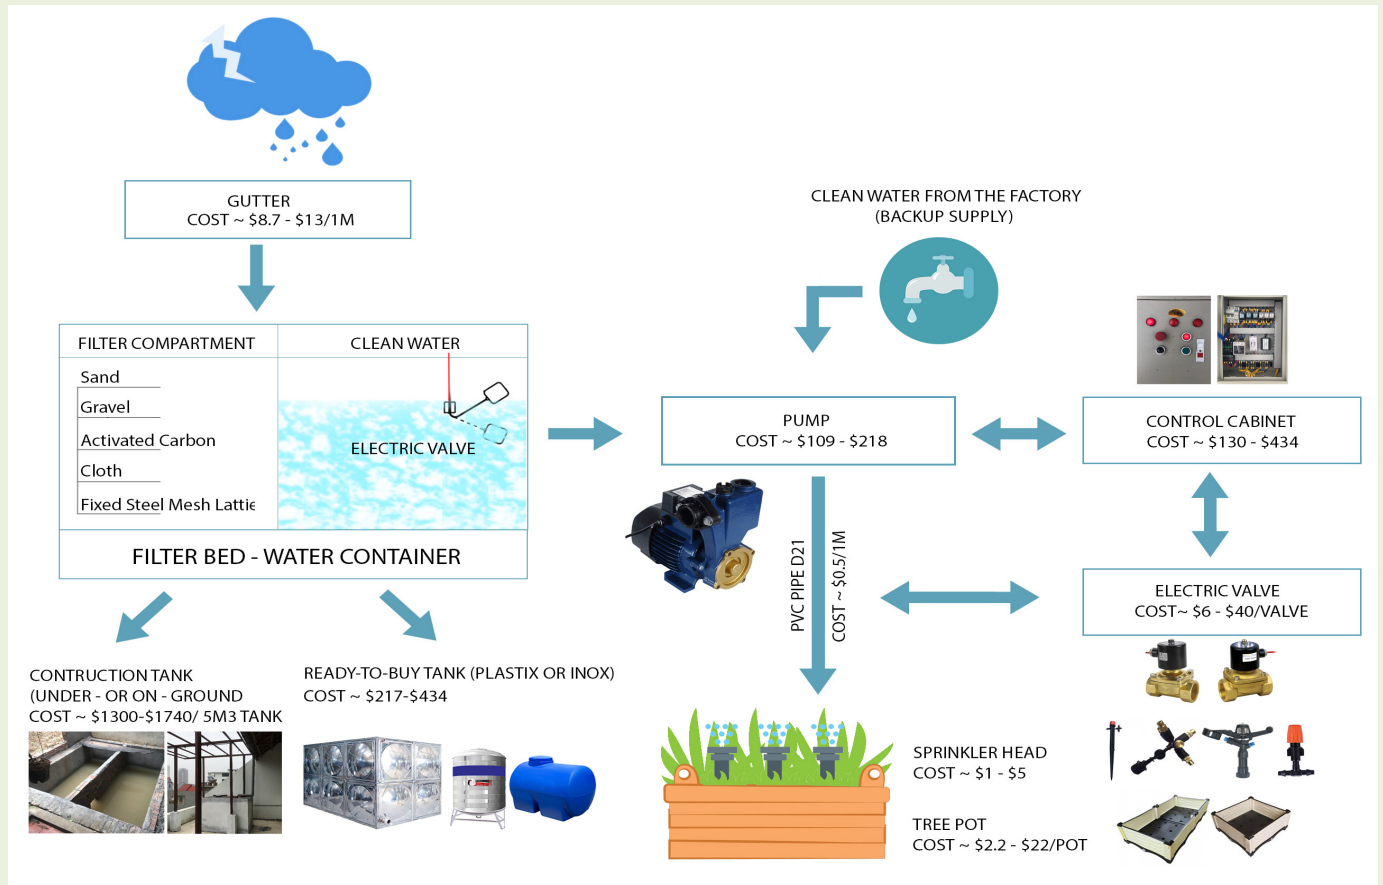 GUTTER
COST ~ $8.7 - $13/1M
CLEAN WATER FROM THE FACTORY
(BACKUP SUPPLY)
FILTER COMPARTMENT
CLEAN WATER
Sand
Gravel
Activated Carbon
Cloth
Fixed Steel Mesh Lattic
ELECTRIC VALVE
FILTER BED - WATER CONTAINER
PUMP
COST ~ $109 - $218
CONTROL CABINET
COST ~ $130 - $434
PVC PIPE D21
COST ~ $0.5/1M
ELECTRIC VALVE
COST~ $6 - $40/VALVE
CONTRUCTION TANK
(UNDER - OR ON - GROUND
COST ~ $1300-$1740/ 5M3 TANK
READY-TO-BUY TANK (PLASTIX OR INOX)
COST ~ $217-$434
SPRINKLER HEAD
COST ~ $1 - $5
TREE POT
COST ~ $2.2 - $22/POT